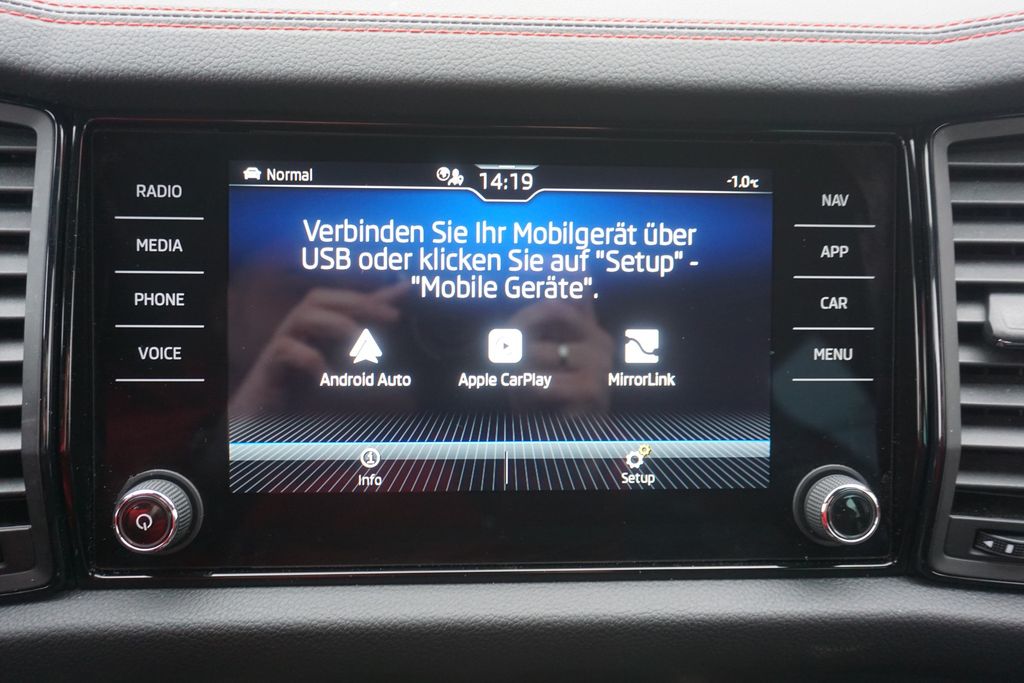 Normal
14:19
-1.0°C
RADIO
MEDIA
PHONE
VOICE
Verbinden Sie Ihr Mobilgerät über
USB oder klicken Sie auf "Setup" -
"Mobile Geräte".
Android Auto
Apple CarPlay
MirrorLink
Info
Setup
NAV
APP
CAR
MENU